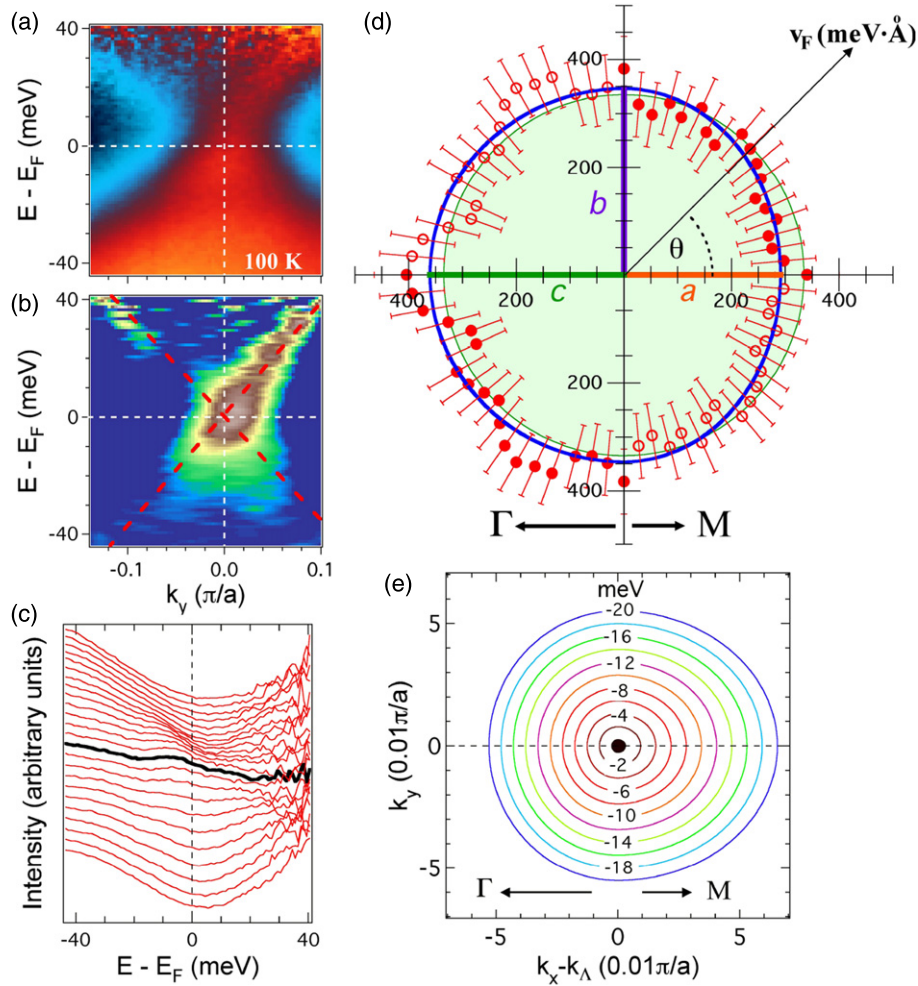 (a)
40
0
-40
E - E_F (meV)
100 K
(b)
40
0
-40
E - E_F (meV)
-0.1
0.0
0.1
k_y (π/a)
(c)
Intensity (arbitrary units)
-40
0
40
E - E_F (meV)
(d)
v_F (meV·Å)
400
200
b
θ
400
200
200
400
c
a
200
400
Γ
M
(e)
meV
-20
-16
-12
-8
-4
-2
-6
-10
-14
-18
5
0
-5
k_y (0.01π/a)
Γ
M
-5
0
5
k_x-k_Λ (0.01π/a)